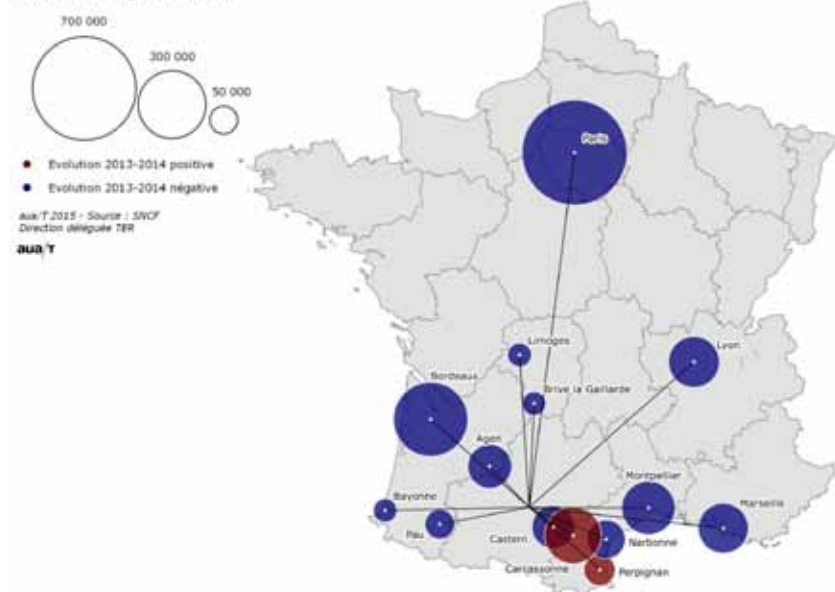 700 000
300 000
50 000
Evolution 2013-2014 positive
Evolution 2013-2014 négative
aua/T 2015 - Source : SNCF
Direction déléguée TER
aua/T
Paris
Limoges
Lyon
Bordeaux
Brive la Gaillarde
Agen
Montpellier
Bayonne
Marseille
Pau
Castern
Narbonne
Carcassonne
Perpignan